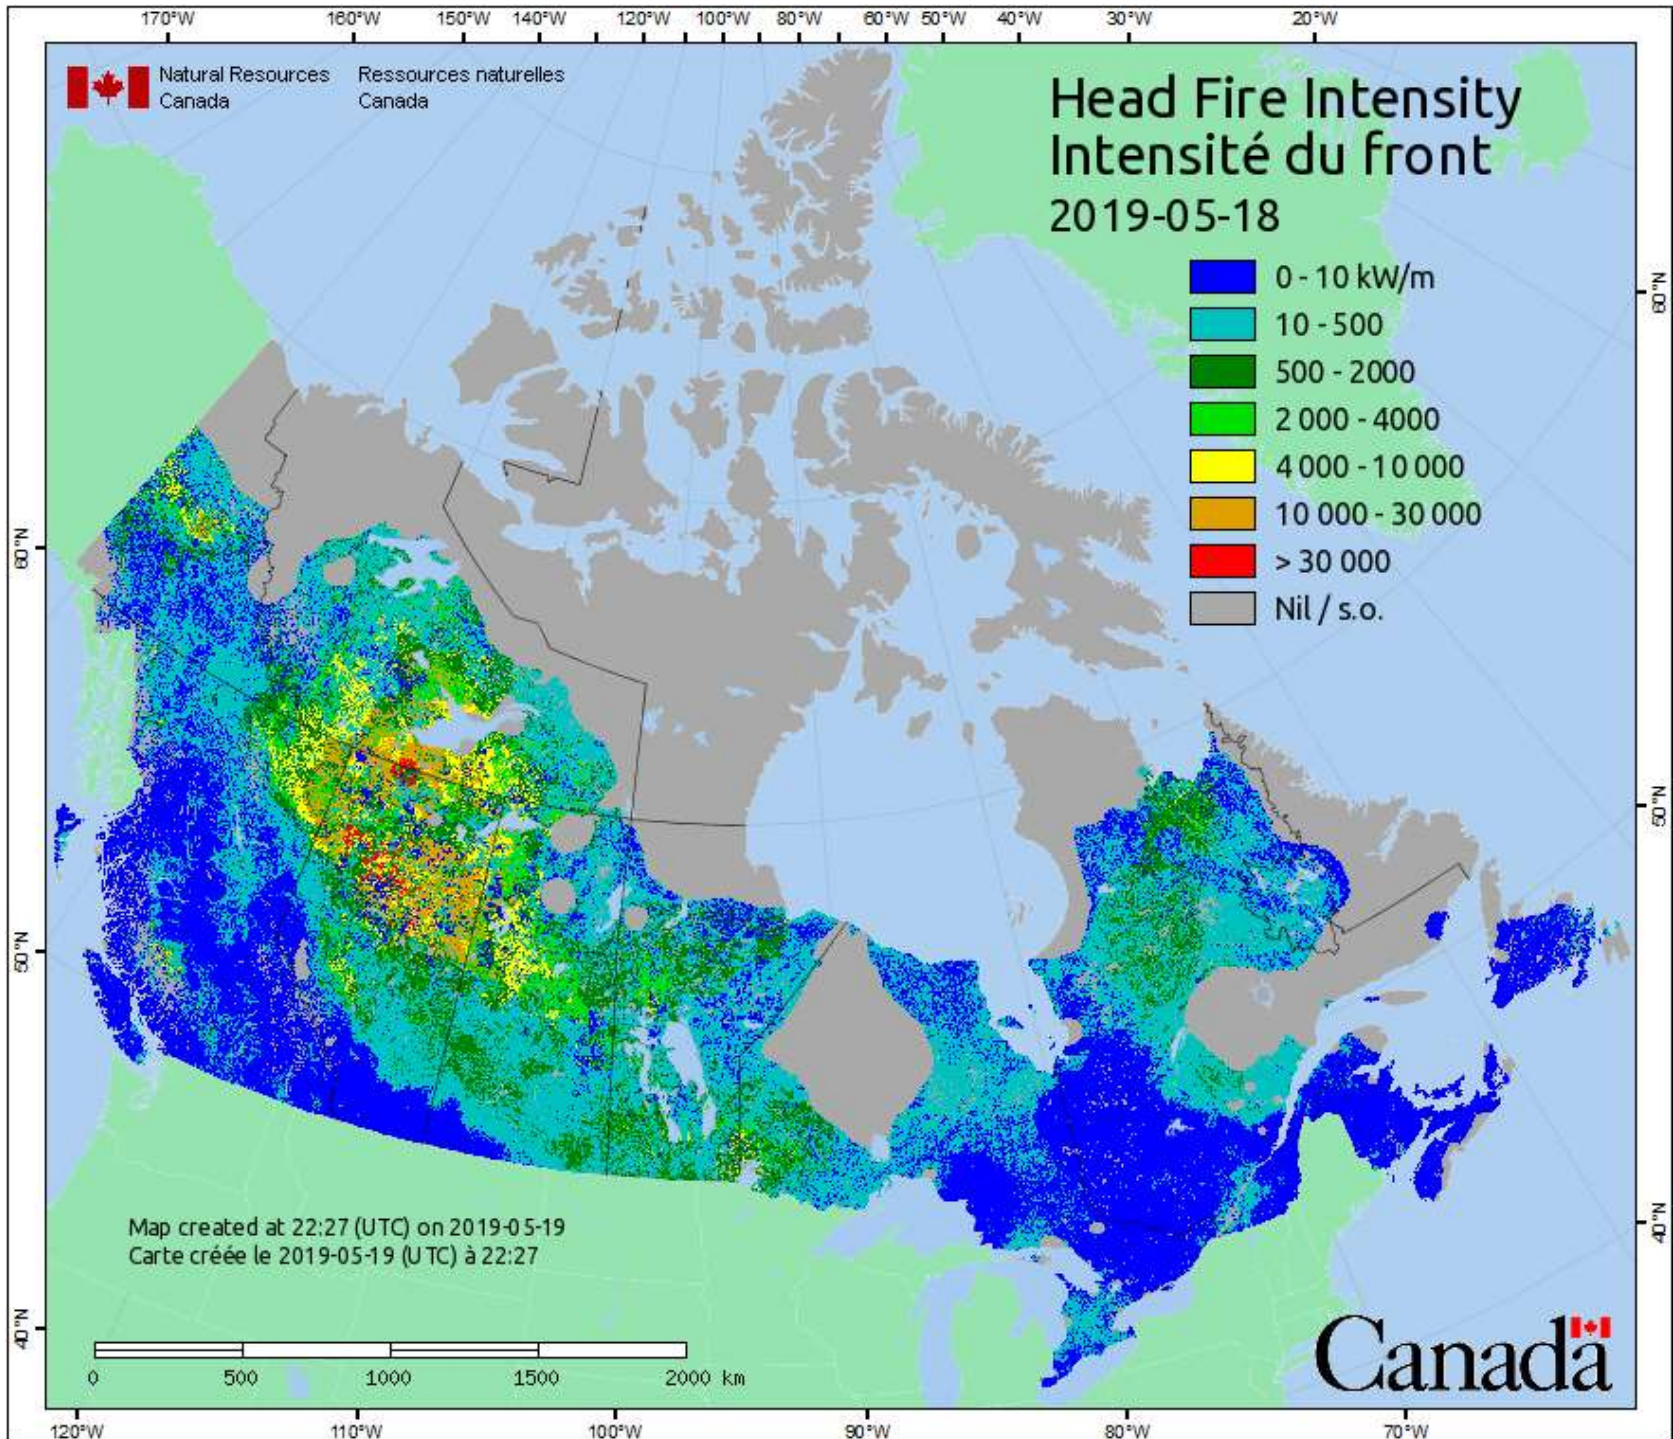 170°W 160°W 150°W 140°W 120°W 100°W 80°W 60°W 50°W 40°W 30°W 20°W
Natural Resources Ressources naturelles
Canada Canada
Head Fire Intensity
Intensité du front
2019-05-18
0 - 10 kW/m
10 - 500
500 - 2000
2 000 - 4000
4 000 - 10 000
10 000 - 30 000
> 30 000
Nil / s.o.
60°N
60°N
50°N
50°N
40°N
40°N
Map created at 22:27 (UTC) on 2019-05-19
Carte créée le 2019-05-19 (UTC) à 22:27
0 500 1000 1500 2000 km
Canada
120°W 110°W 100°W 90°W 80°W 70°W